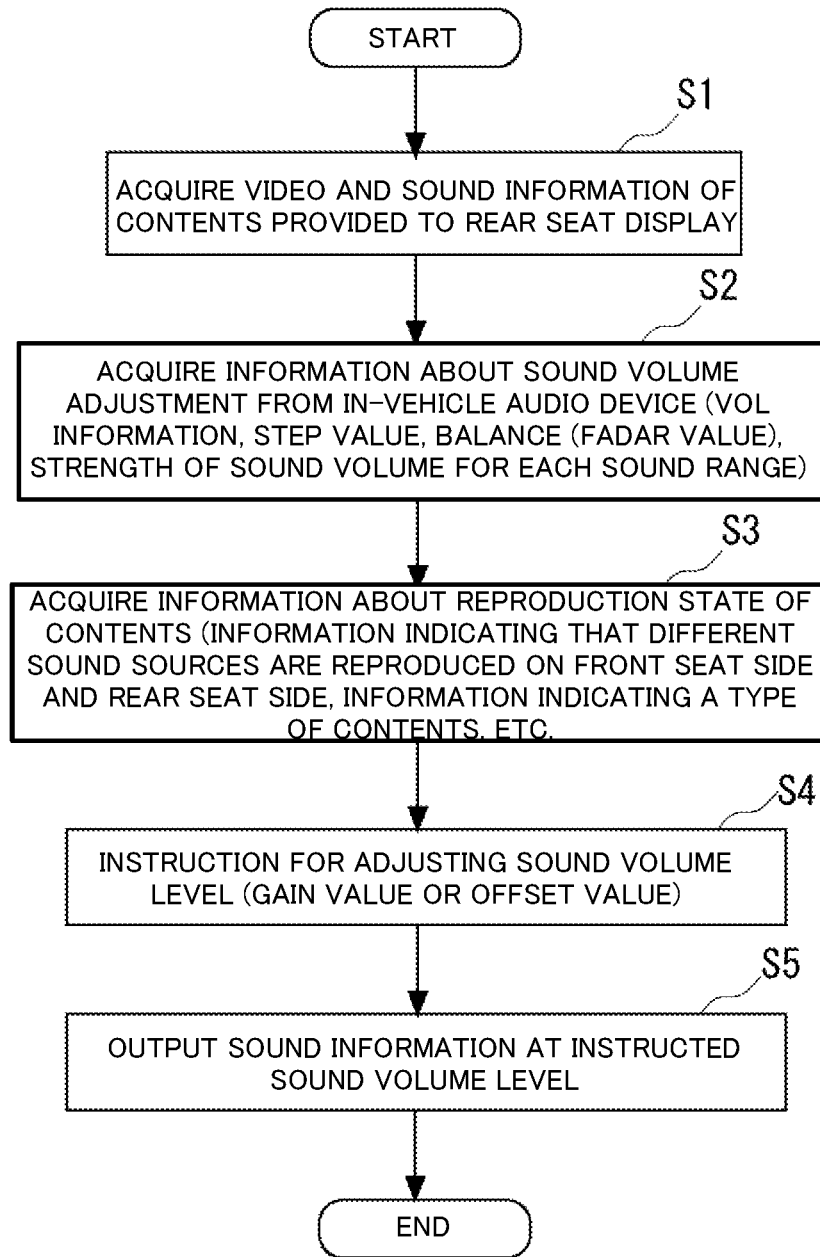 START
S1
ACQUIRE VIDEO AND SOUND INFORMATION OF
CONTENTS PROVIDED TO REAR SEAT DISPLAY
S2
ACQUIRE INFORMATION ABOUT SOUND VOLUME
ADJUSTMENT FROM IN-VEHICLE AUDIO DEVICE (VOL
INFORMATION, STEP VALUE, BALANCE (FADAR VALUE),
STRENGTH OF SOUND VOLUME FOR EACH SOUND RANGE)
S3
ACQUIRE INFORMATION ABOUT REPRODUCTION STATE OF
CONTENTS (INFORMATION INDICATING THAT DIFFERENT
SOUND SOURCES ARE REPRODUCED ON FRONT SEAT SIDE
AND REAR SEAT SIDE, INFORMATION INDICATING A TYPE
OF CONTENTS, ETC.
S4
INSTRUCTION FOR ADJUSTING SOUND VOLUME
LEVEL (GAIN VALUE OR OFFSET VALUE)
S5
OUTPUT SOUND INFORMATION AT INSTRUCTED
SOUND VOLUME LEVEL
END